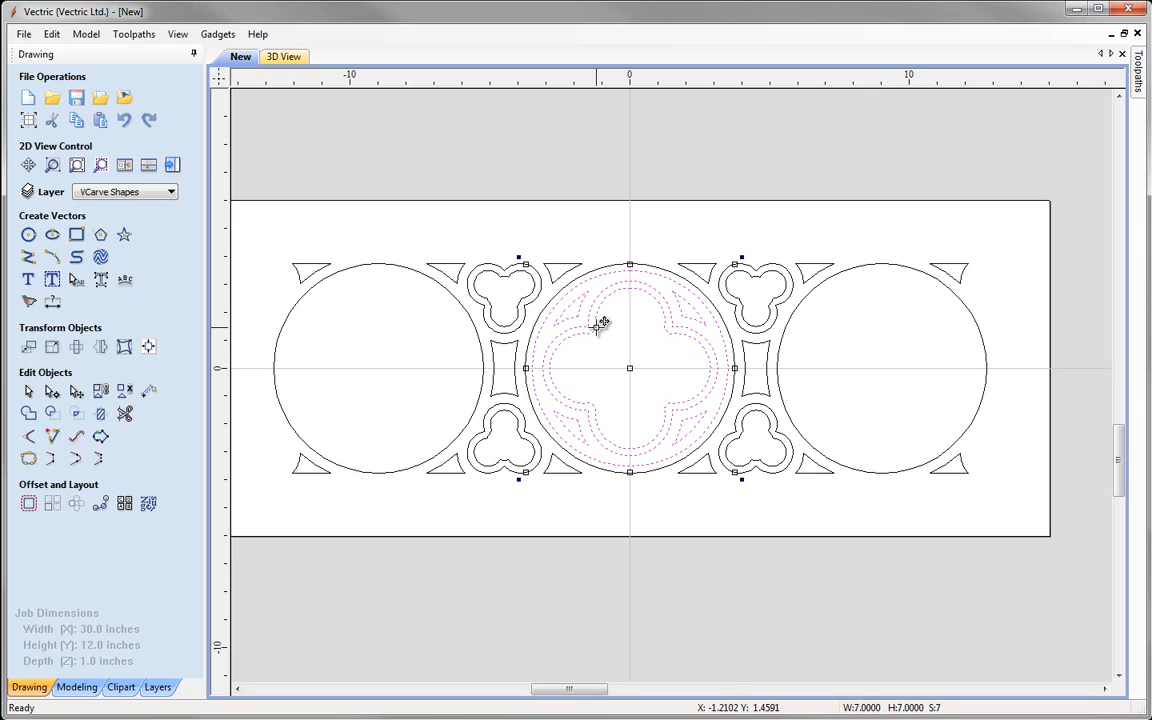 Vectric {Vectric Ltd.} - [New]
File Edit Model Toolpaths View Gadgets Help
Drawing
New 3D View
Toolpaths
File Operations
2D View Control
Layer VCarve Shapes
Create Vectors
Transform Objects
Edit Objects
Offset and Layout
-10 0 10
0
-10
Job Dimensions
Width (X): 30.0 inches
Height (Y): 12.0 inches
Depth (Z): 1.0 inches
Drawing Modeling Clipart Layers
Ready
X: -1.2102 Y: 1.4591
W:7.0000 H:7.0000 S:7